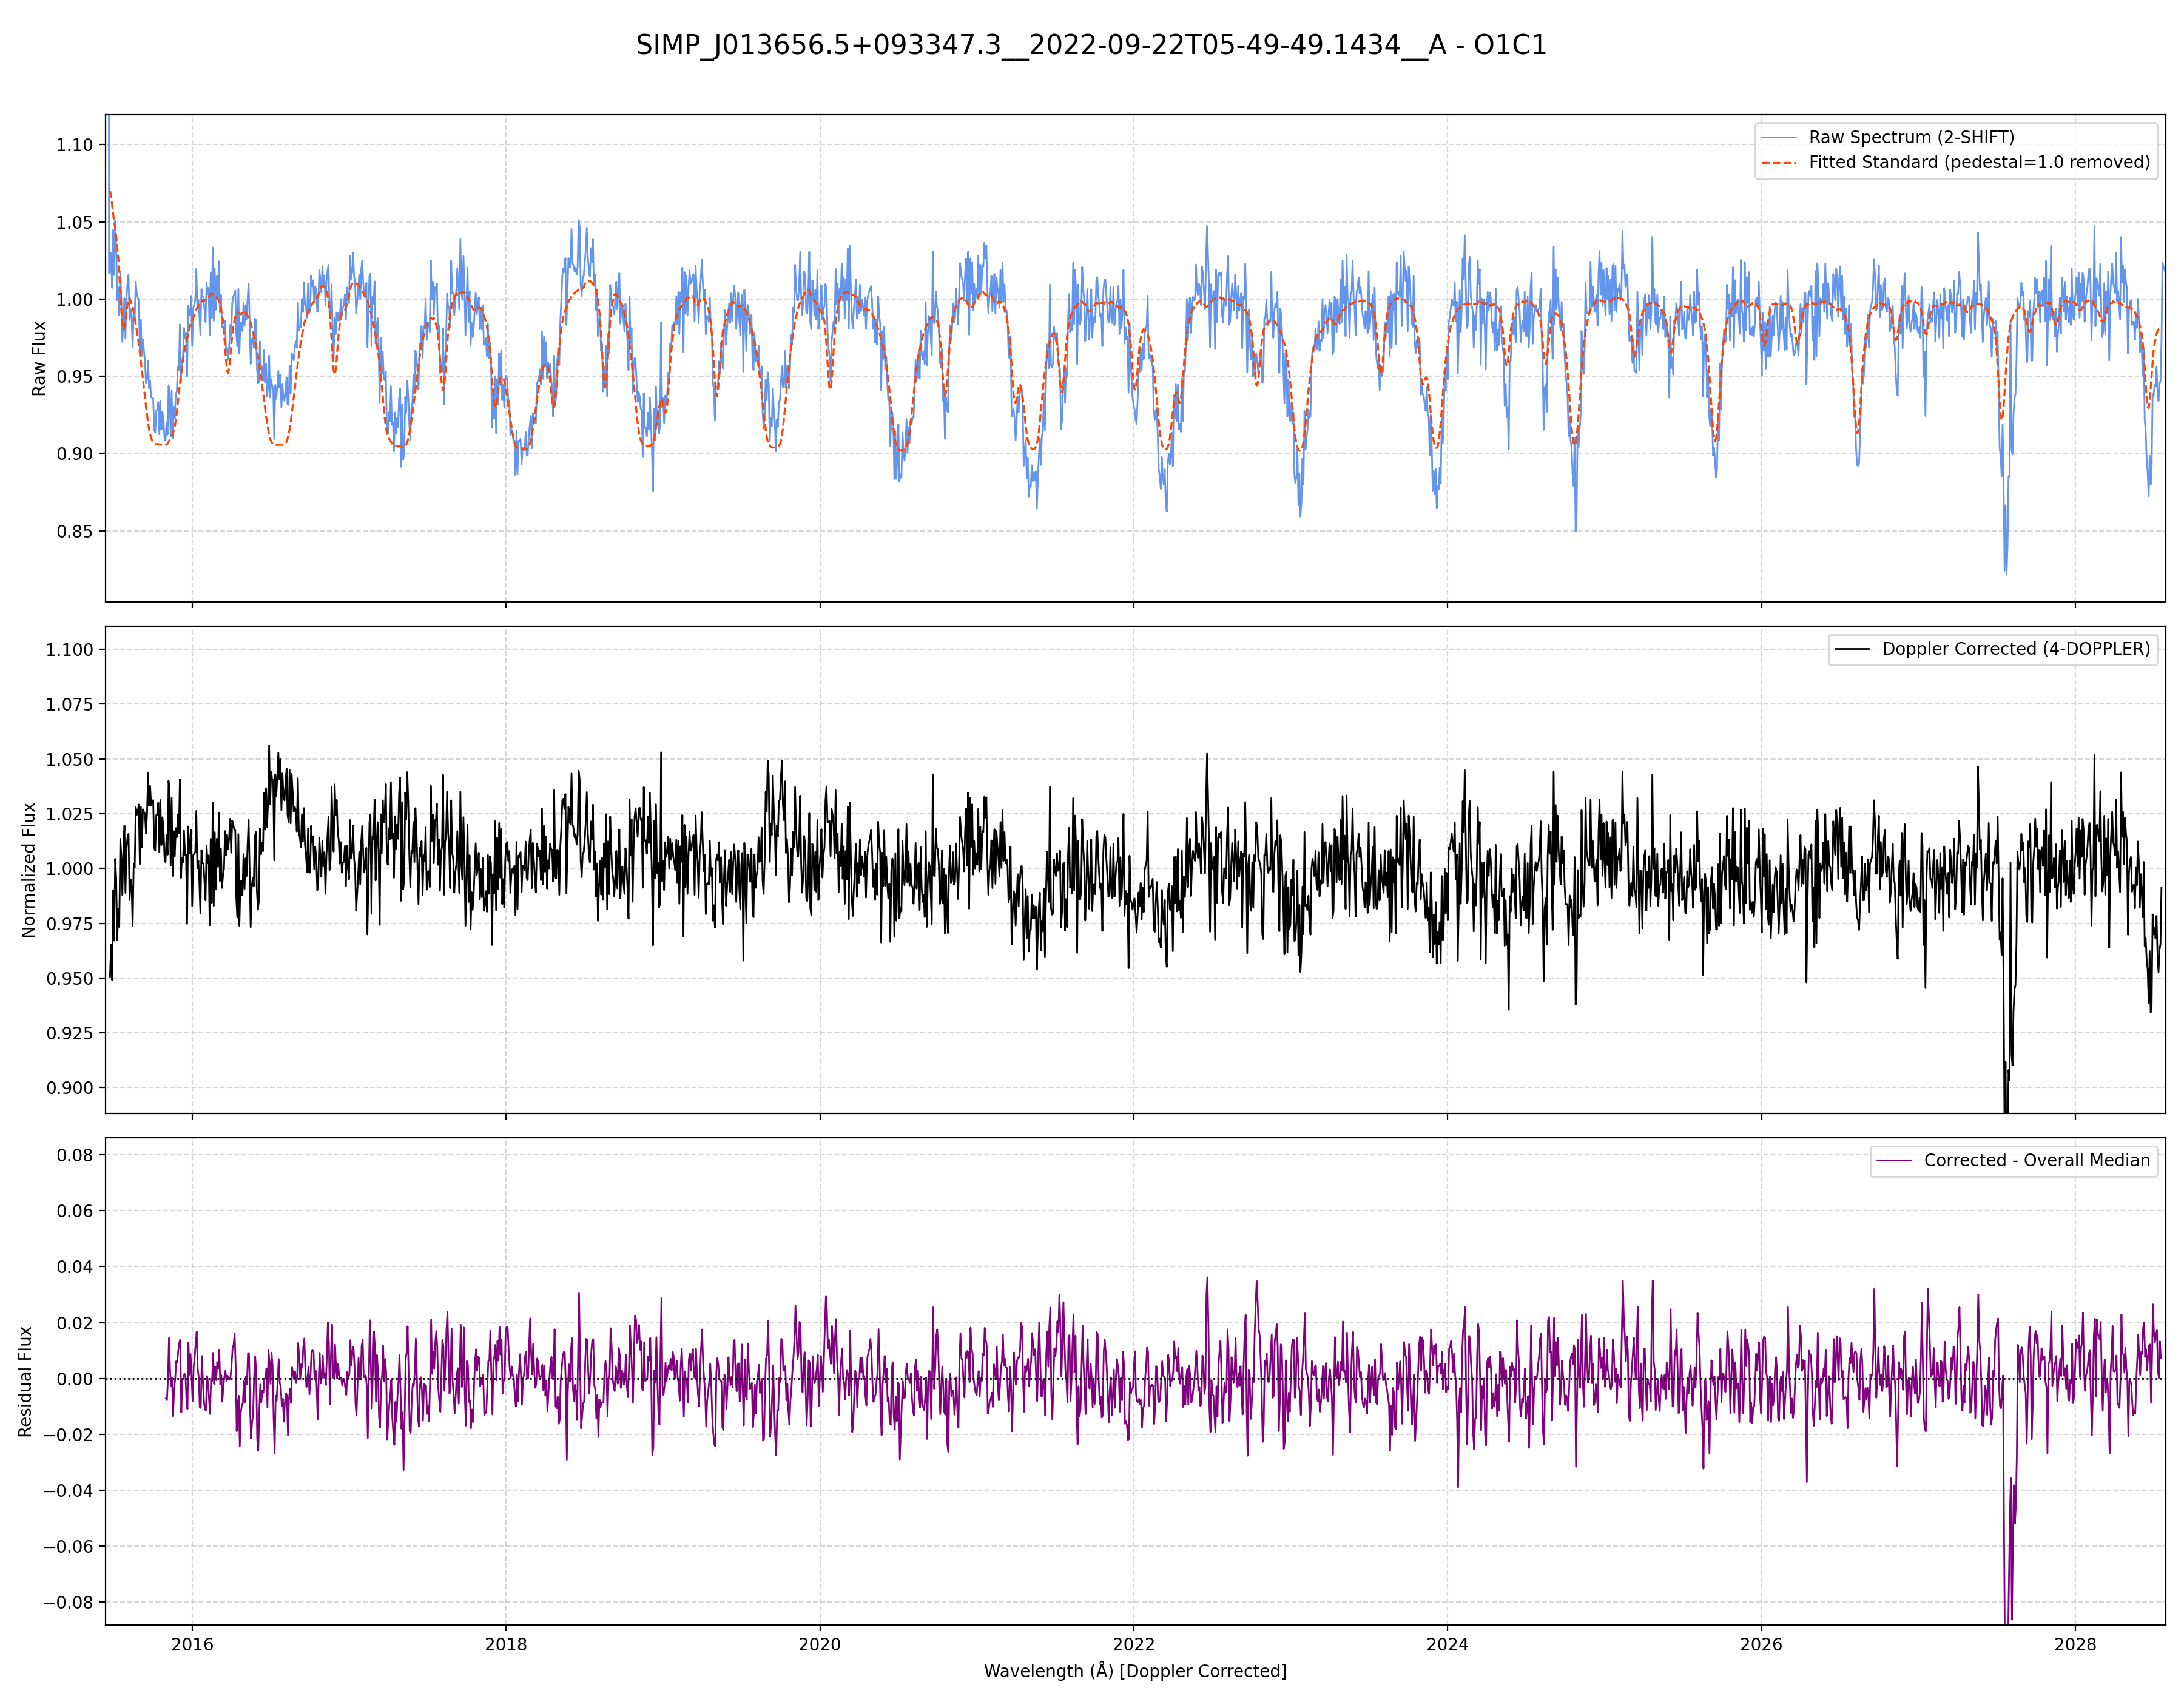 SIMP_J013656.5+093347.3__2022-09-22T05-49-49.1434__A - O1C1
Raw Spectrum (2-SHIFT)
Fitted Standard (pedestal=1.0 removed)
1.10
1.05
1.00
0.95
0.90
0.85
Raw Flux
Doppler Corrected (4-DOPPLER)
1.100
1.075
1.050
1.025
1.000
0.975
0.950
0.925
0.900
Normalized Flux
Corrected - Overall Median
0.08
0.06
0.04
0.02
0.00
−0.02
−0.04
−0.06
−0.08
Residual Flux
2016 2018 2020 2022 2024 2026 2028
Wavelength (Å) [Doppler Corrected]